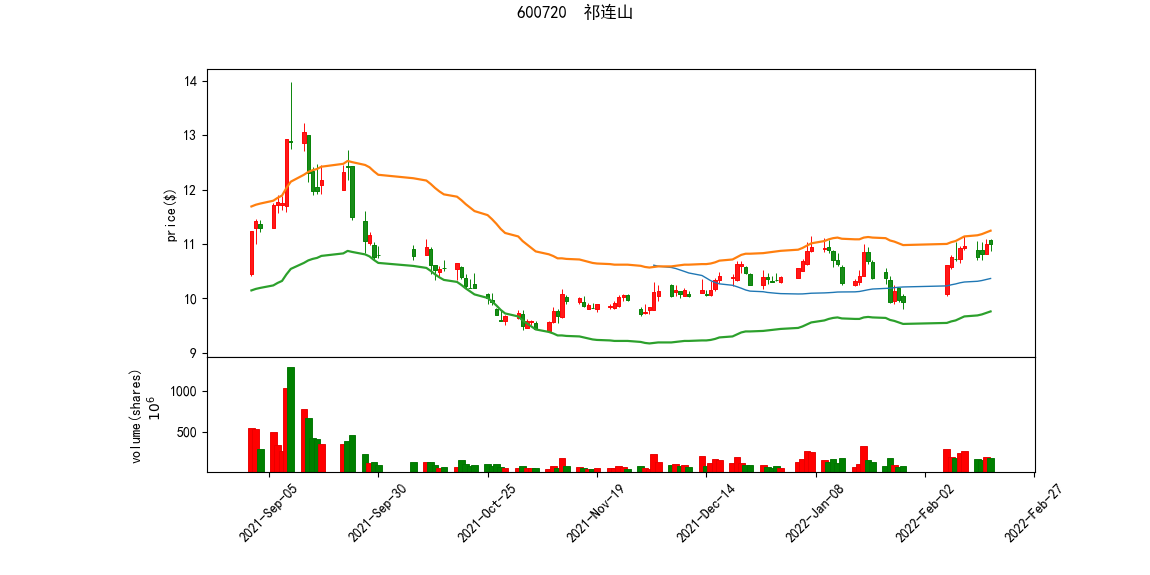 600720 祁连山
price($)
14
13
12
11
10
9
volume(shares)
10^6
1000
500
2021-Sep-05
2021-Sep-30
2021-Oct-25
2021-Nov-19
2021-Dec-14
2022-Jan-08
2022-Feb-02
2022-Feb-27